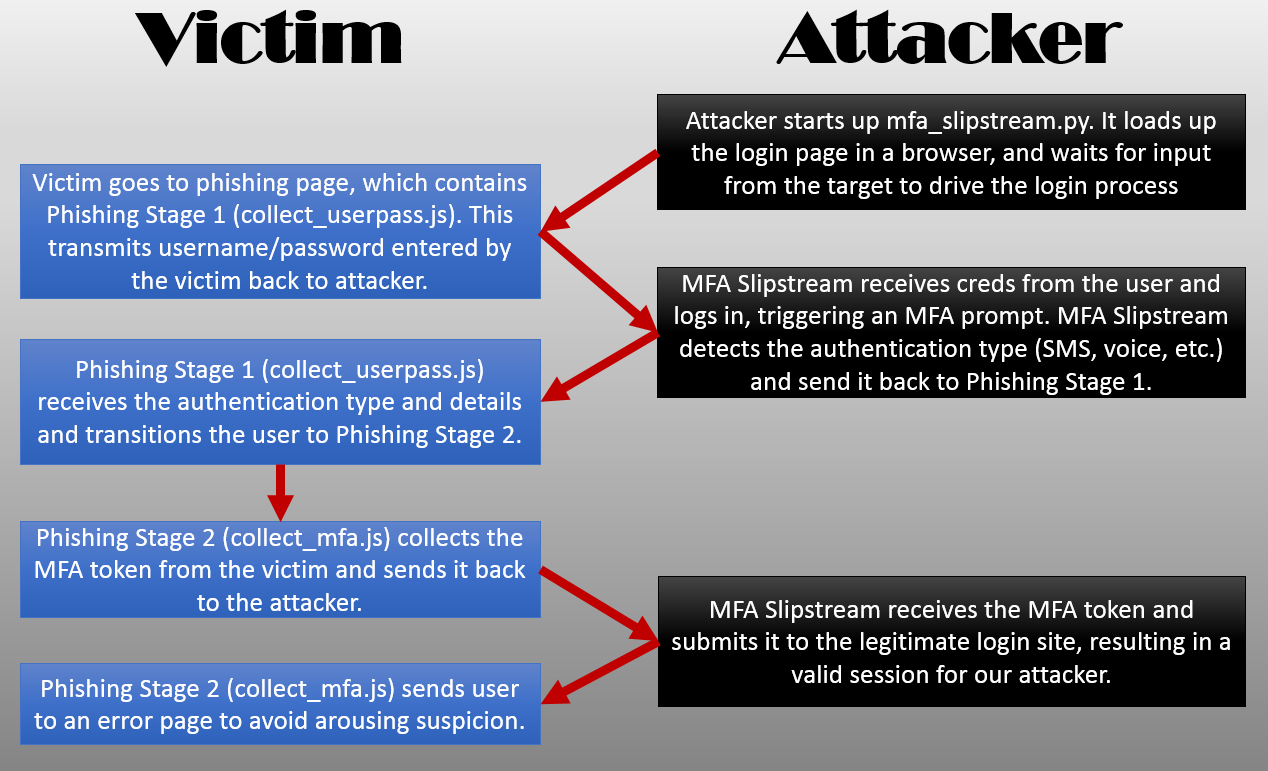 Victim
Attacker
Attacker starts up mfa_slipstream.py. It loads up
the login page in a browser, and waits for input
from the target to drive the login process
Victim goes to phishing page, which contains
Phishing Stage 1 (collect_userpass.js). This
transmits username/password entered by
the victim back to attacker.
MFA Slipstream receives creds from the user and
logs in, triggering an MFA prompt. MFA Slipstream
detects the authentication type (SMS, voice, etc.)
and send it back to Phishing Stage 1.
Phishing Stage 1 (collect_userpass.js)
receives the authentication type and details
and transitions the user to Phishing Stage 2.
Phishing Stage 2 (collect_mfa.js) collects the
MFA token from the victim and sends it back
to the attacker.
MFA Slipstream receives the MFA token and
submits it to the legitimate login site, resulting in a
valid session for our attacker.
Phishing Stage 2 (collect_mfa.js) sends user
to an error page to avoid arousing suspicion.